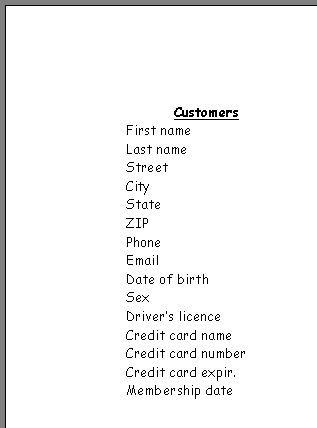 Customers
First name
Last name
Street
City
State
ZIP
Phone
Email
Date of birth
Sex
Driver's licence
Credit card name
Credit card number
Credit card expir.
Membership date